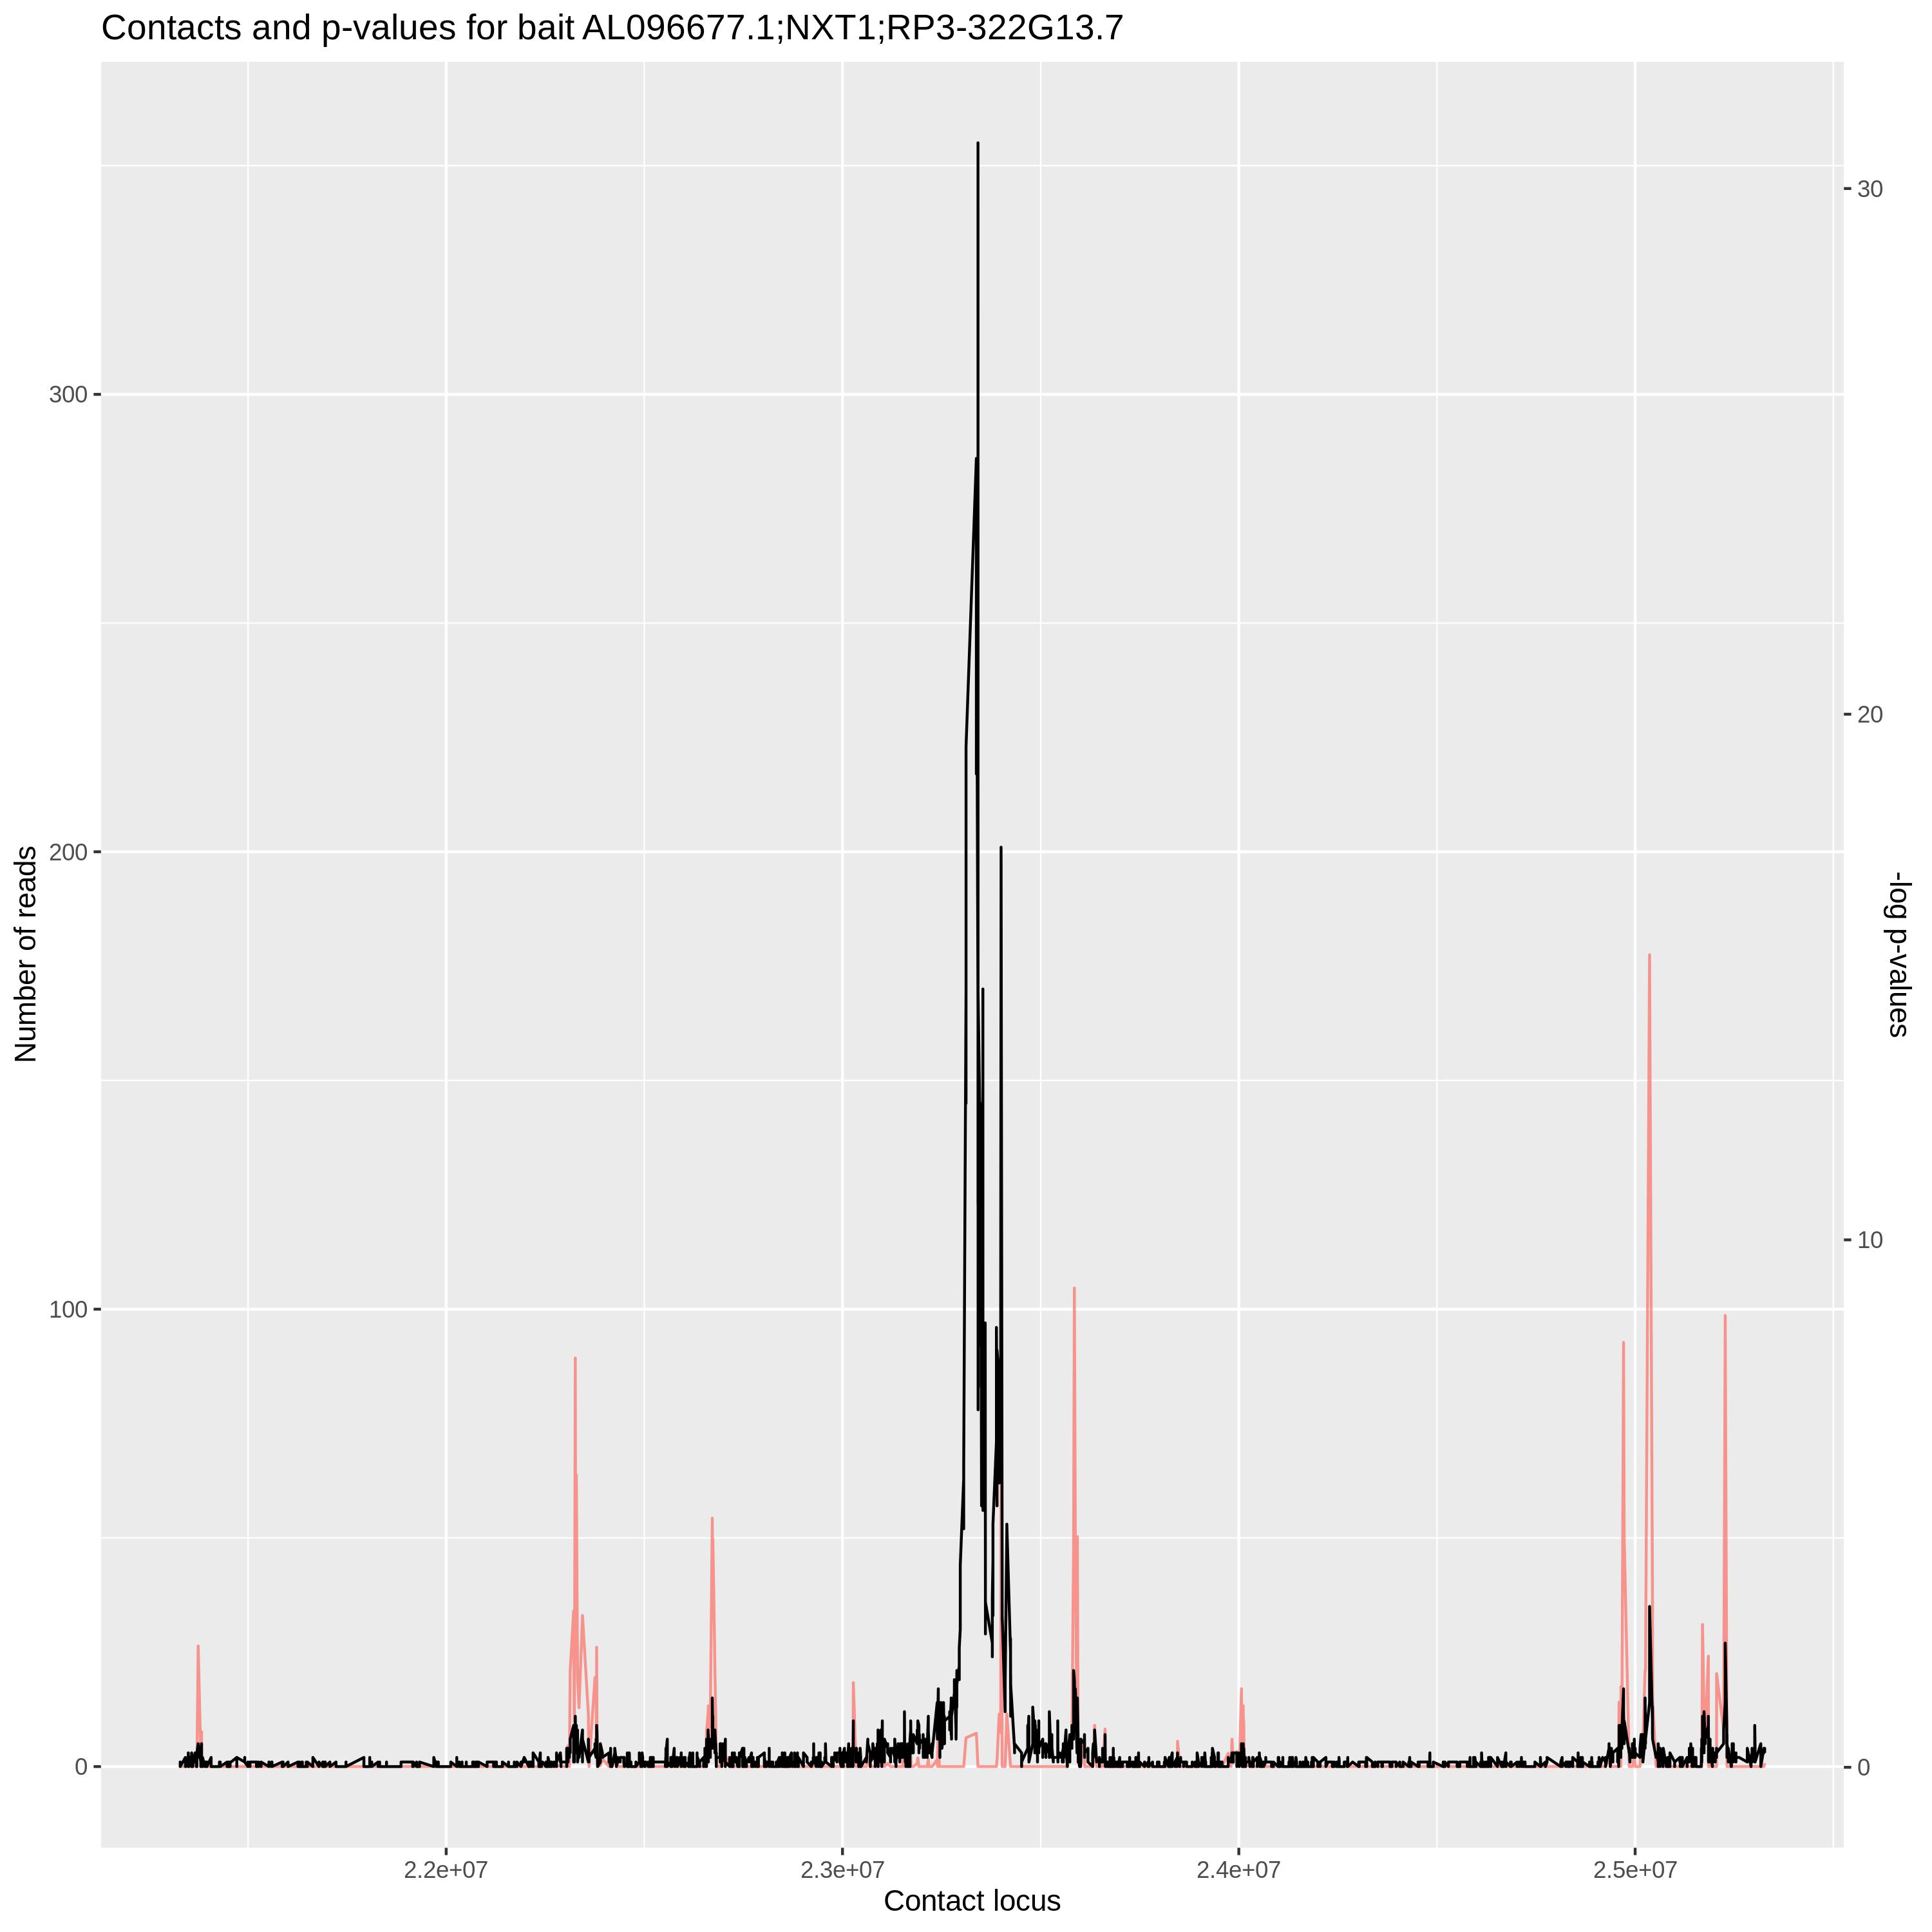 Contacts and p-values for bait AL096677.1;NXT1;RP3-322G13.7
Number of reads
300
200
100
0
30
20
10
0
-log p-values
2.2e+07 2.3e+07 2.4e+07 2.5e+07
Contact locus